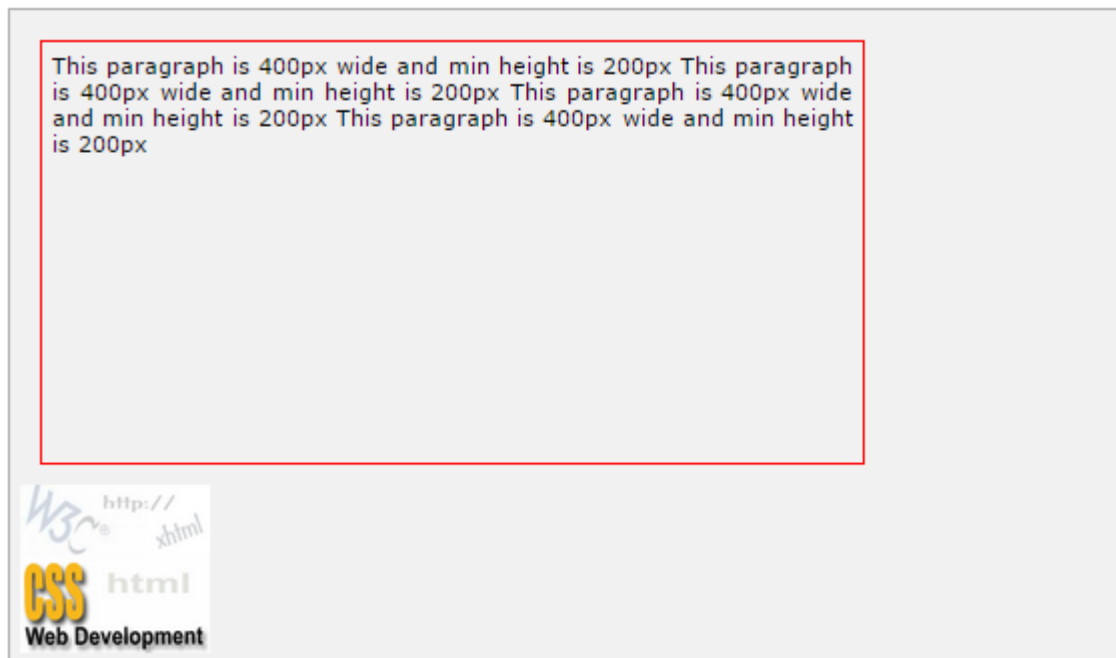 This paragraph is 400px wide and min height is 200px This paragraph
is 400px wide and min height is 200px This paragraph is 400px wide
and min height is 200px This paragraph is 400px wide and min height
is 200px
W3C®
http://
xhtml
CSS
html
Web Development